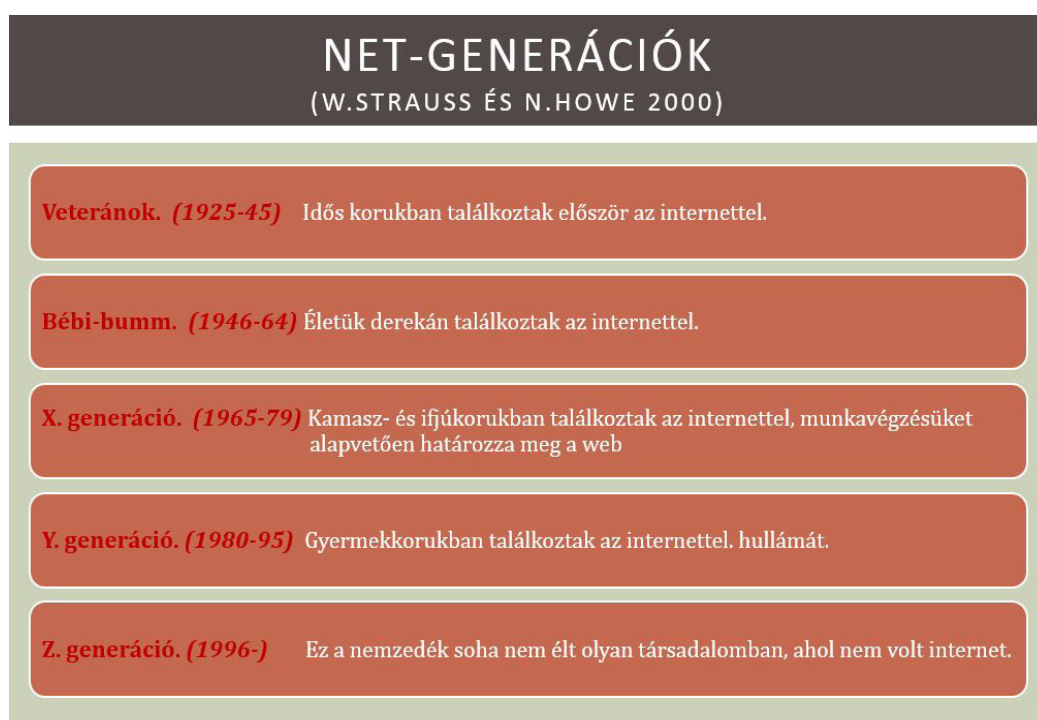 NET-GENERÁCIÓK
(W.STRAUSS ÉS N.HOWE 2000)
Veteránok. (1925-45) Idős korukban találkoztak először az internettel.
Bébi-bumm. (1946-64) Életük derekán találkoztak az internettel.
X. generáció. (1965-79) Kamasz- és ifjúkorukban találkoztak az internettel, munkavégzésüket
alapvetően határozza meg a web
Y. generáció. (1980-95) Gyermekkorukban találkoztak az internettel. hullámát.
Z. generáció. (1996-) Ez a nemzedék soha nem élt olyan társadalomban, ahol nem volt internet.